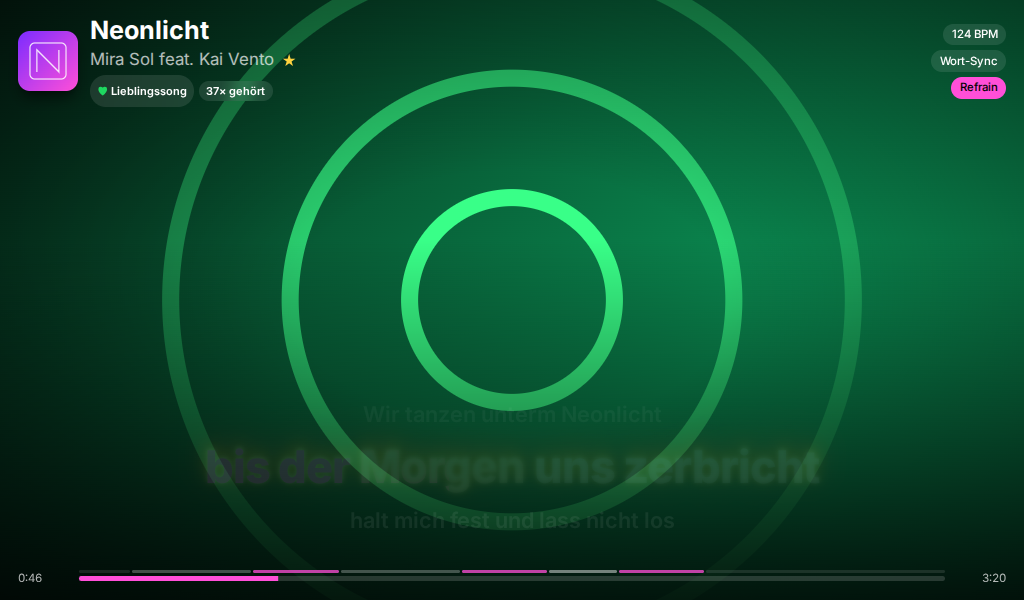 Neonlicht
Mira Sol feat. Kai Vento ★
Lieblingssong
37× gehört
124 BPM
Wort-Sync
Refrain
Wir tanzen unterm Neonlicht
bis der Morgen uns zerbricht
halt mich fest und lass nicht los
0:46
3:20